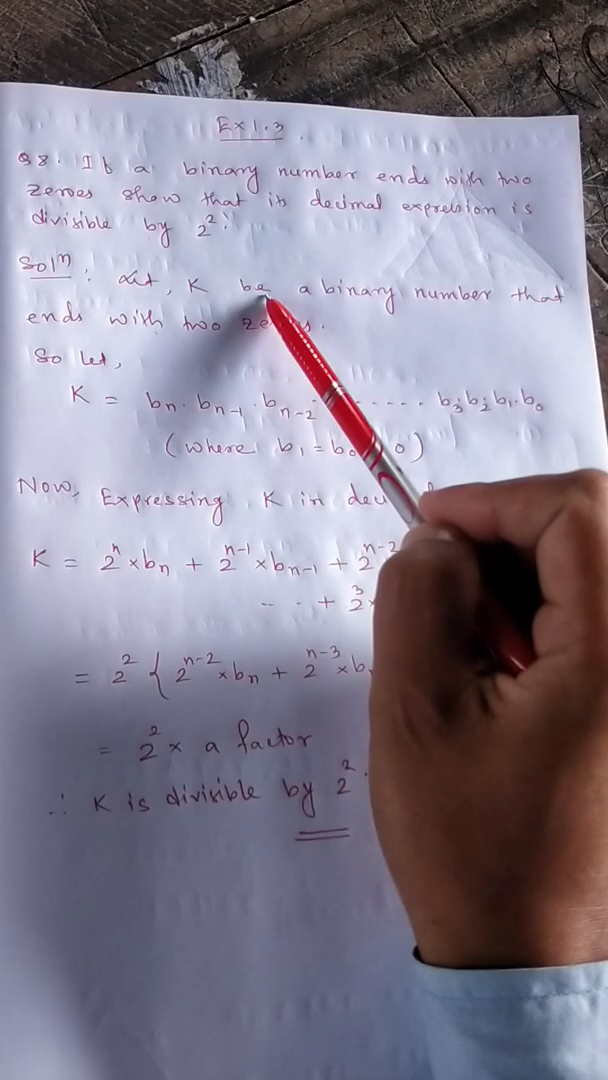 Ex 1.3
Q8. If a binary number ends with two
zeroes show that its decimal expression is
divisible by 2².
Solⁿ: Let, K be a binary number that
ends with two
So let,
K = bₙ. bₙ₋₁. bₙ₋₂ ...... b₃.b₂.b₁.b₀
(where b₁ = b₀ 0)
Now, Expressing K in
K = 2ⁿ×bₙ + 2ⁿ⁻¹×bₙ₋₁ + 2ⁿ⁻²
.. + 2³×
= 2² { 2ⁿ⁻²×bₙ + 2ⁿ⁻³×b
= 2² × a factor
∴ K is divisible by 2².